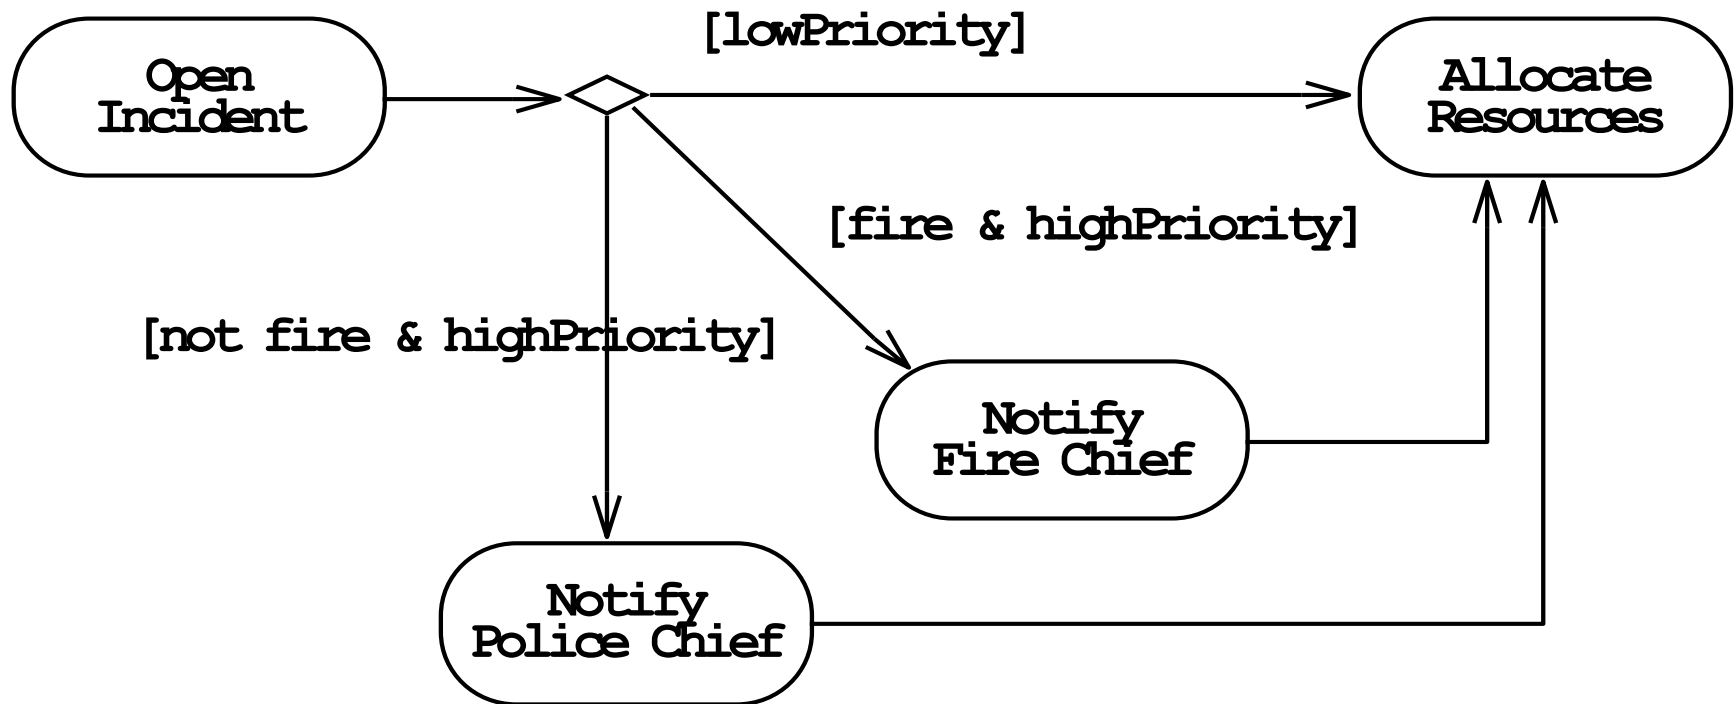 [lowPriority]
Open
Incident
Allocate
Resources
[fire & highPriority]
[not fire & highPriority]
Notify
Fire Chief
Notify
Police Chief